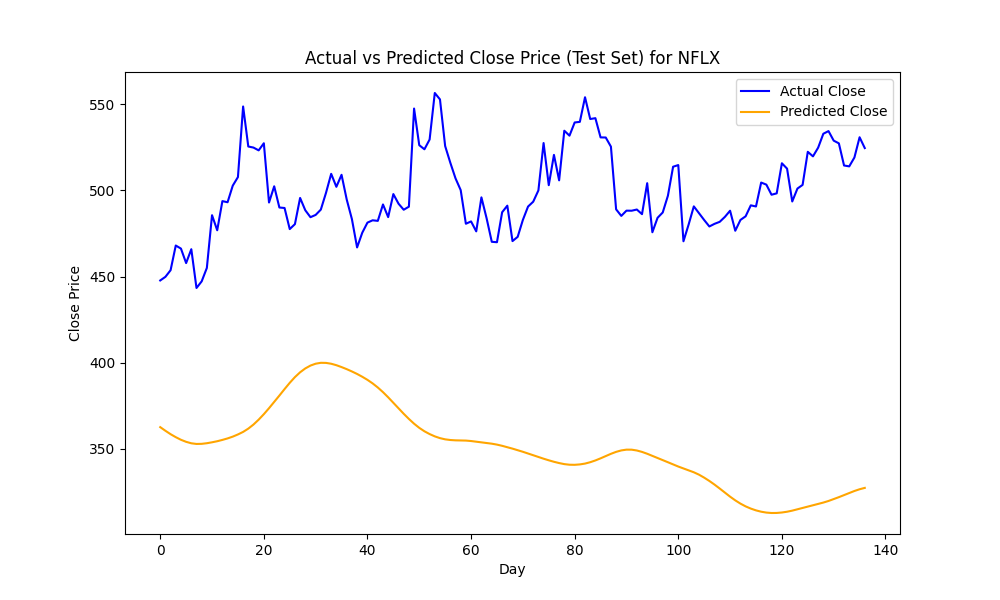 Actual vs Predicted Close Price (Test Set) for NFLX
Actual Close
Predicted Close
550
500
450
400
350
Close Price
0 20 40 60 80 100 120 140
Day